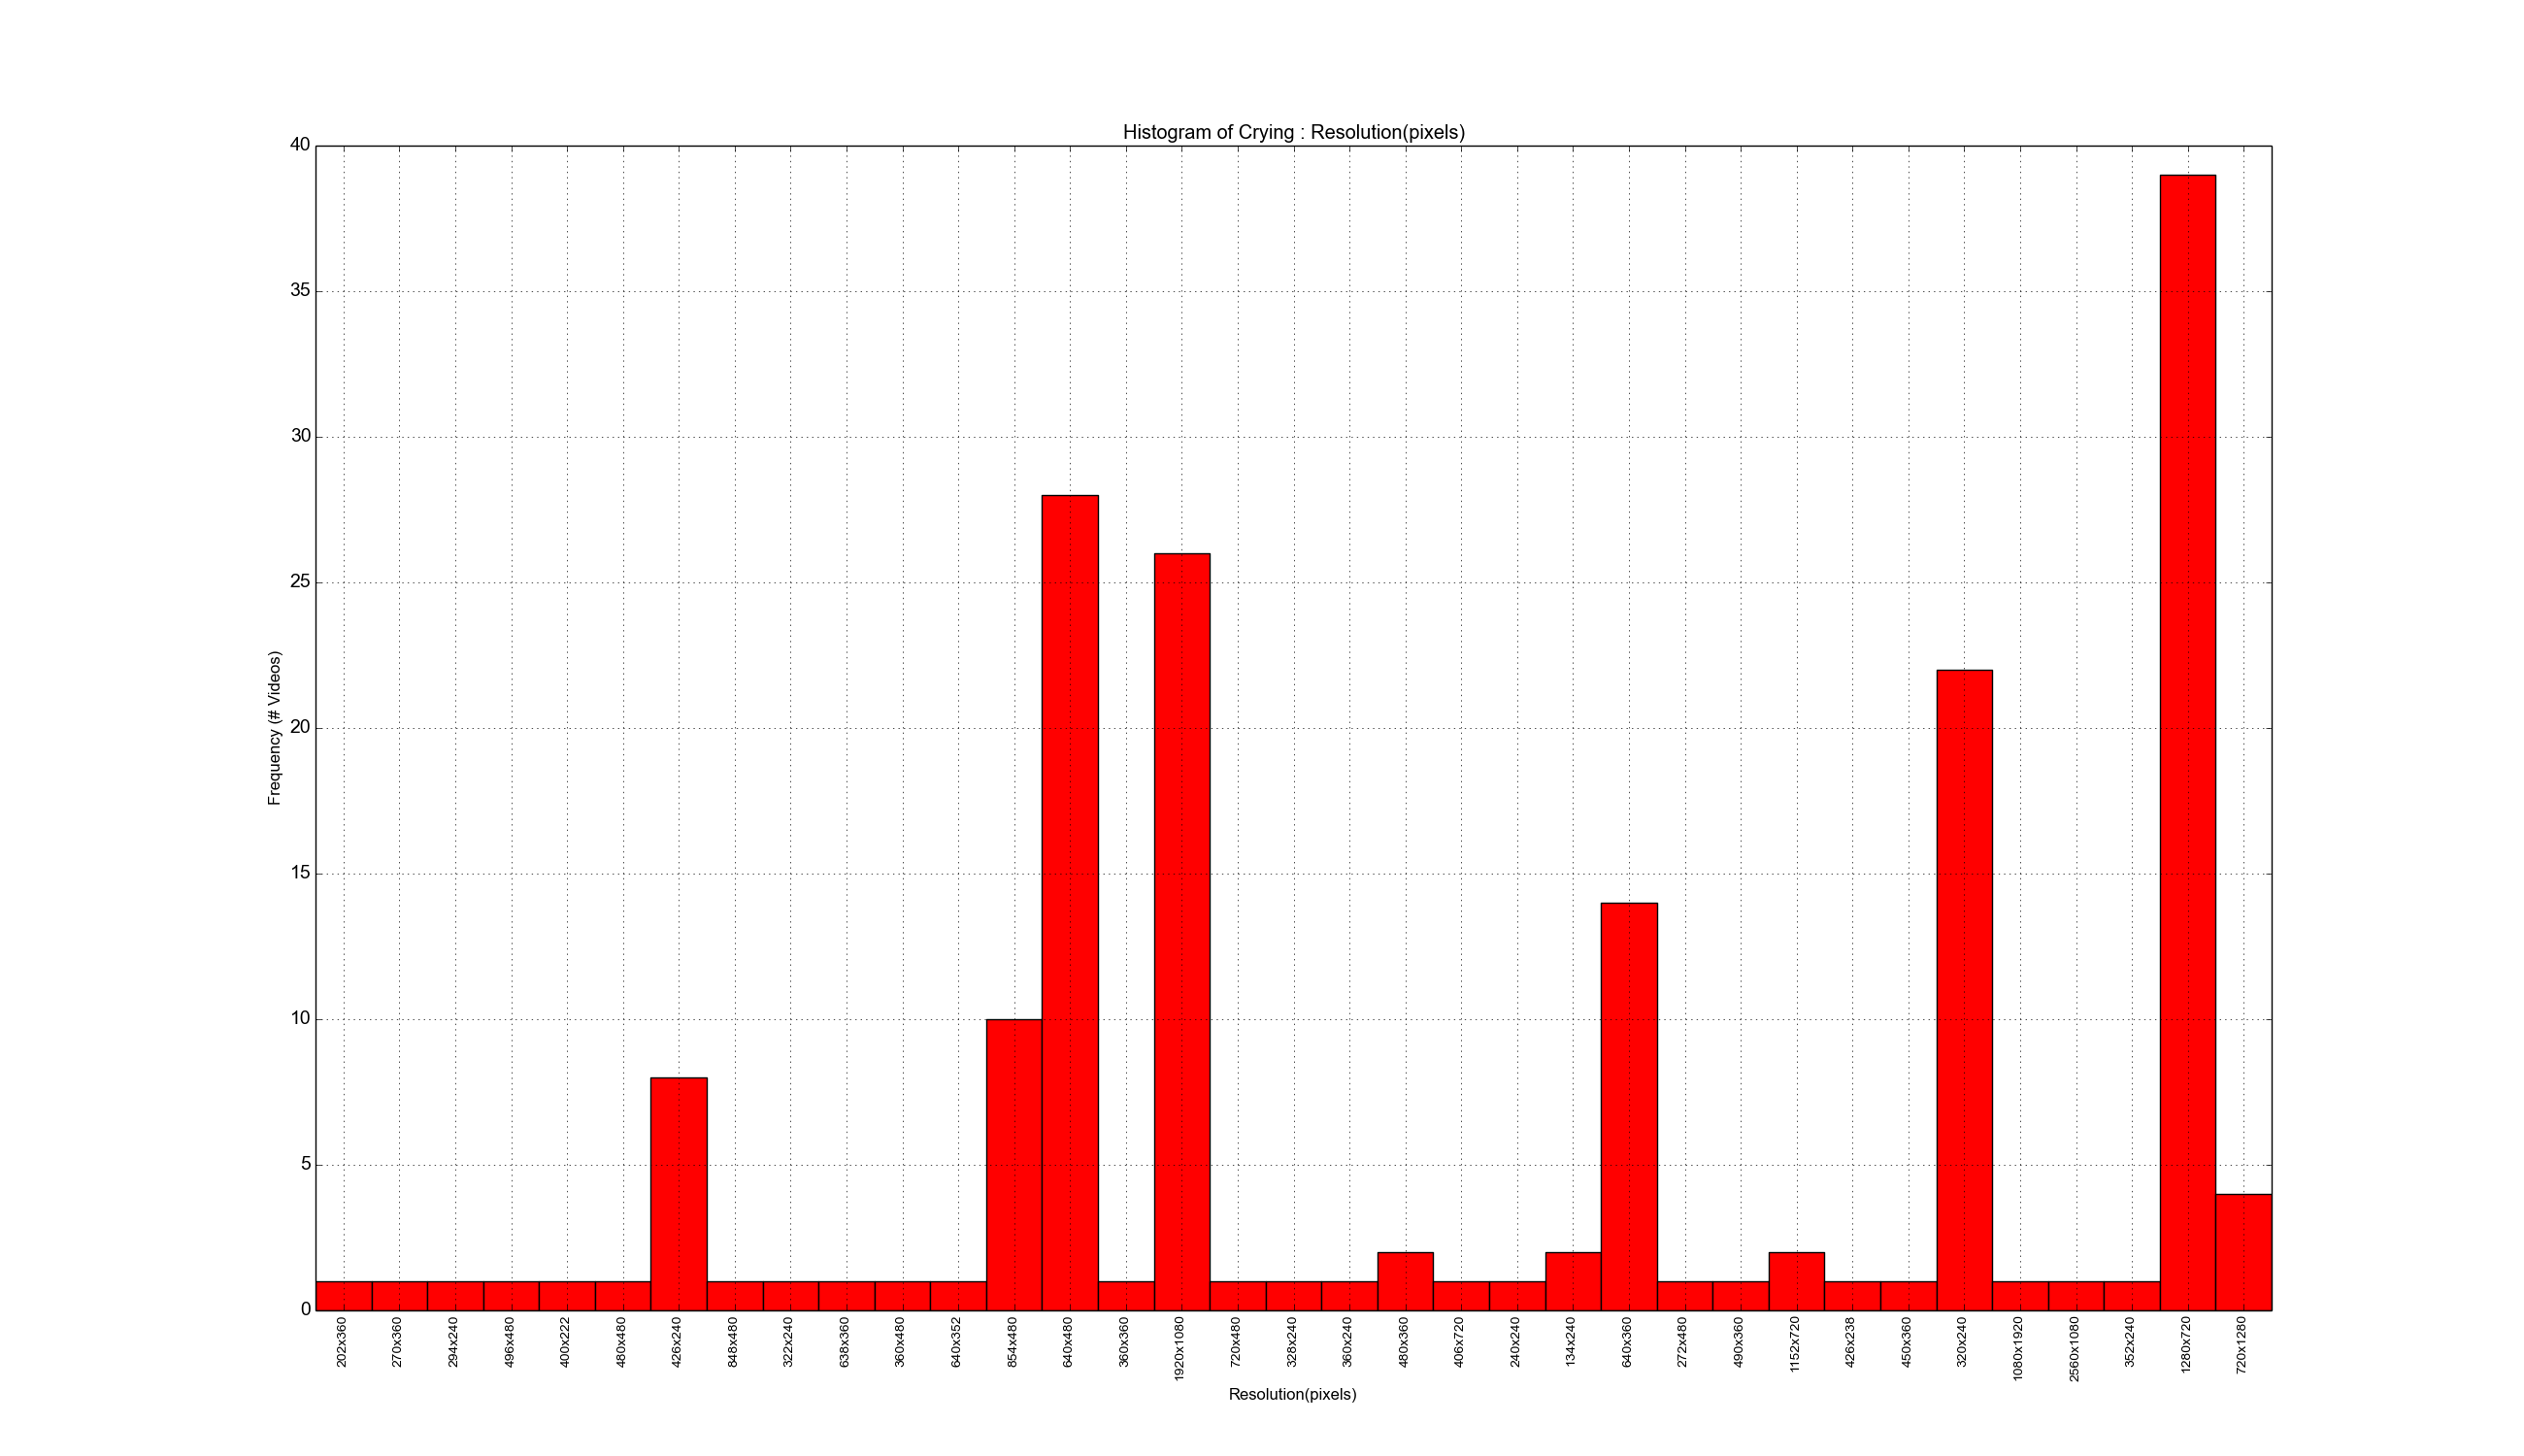 Histogram of Crying : Resolution(pixels)
40
35
30
25
20
15
10
5
0
Frequency (# Videos)
202x360
270x360
294x240
496x480
400x222
480x480
426x240
848x480
322x240
638x360
360x480
640x352
854x480
640x480
360x360
1920x1080
720x480
328x240
360x240
480x360
406x720
240x240
134x240
640x360
272x480
490x360
1152x720
426x238
450x360
320x240
1080x1920
2560x1080
352x240
1280x720
720x1280
Resolution(pixels)